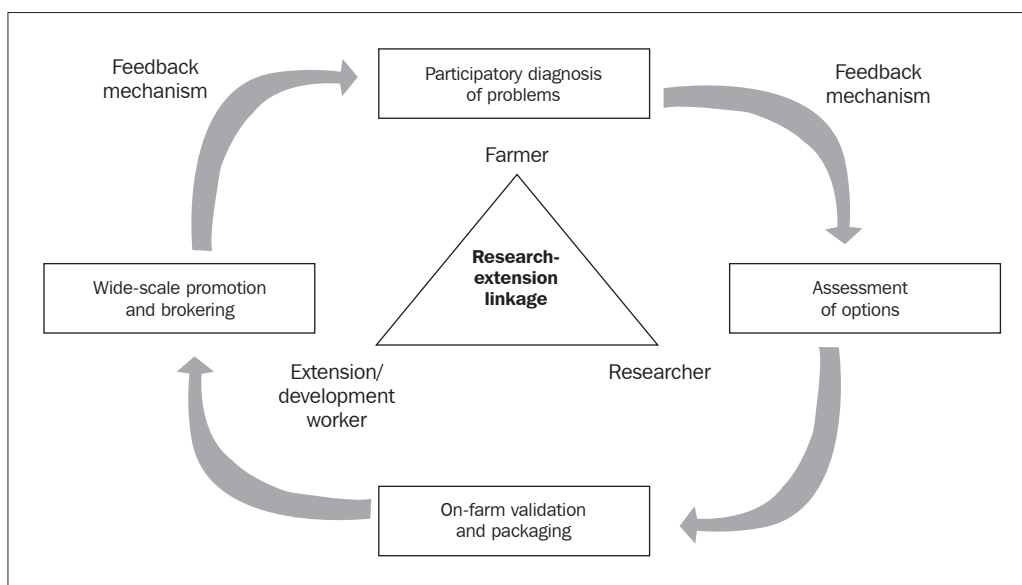 Feedback
mechanism
Participatory diagnosis
of problems
Feedback
mechanism
Farmer
Research-
extension
linkage
Wide-scale promotion
and brokering
Assessment
of options
Extension/
development
worker
Researcher
On-farm validation
and packaging